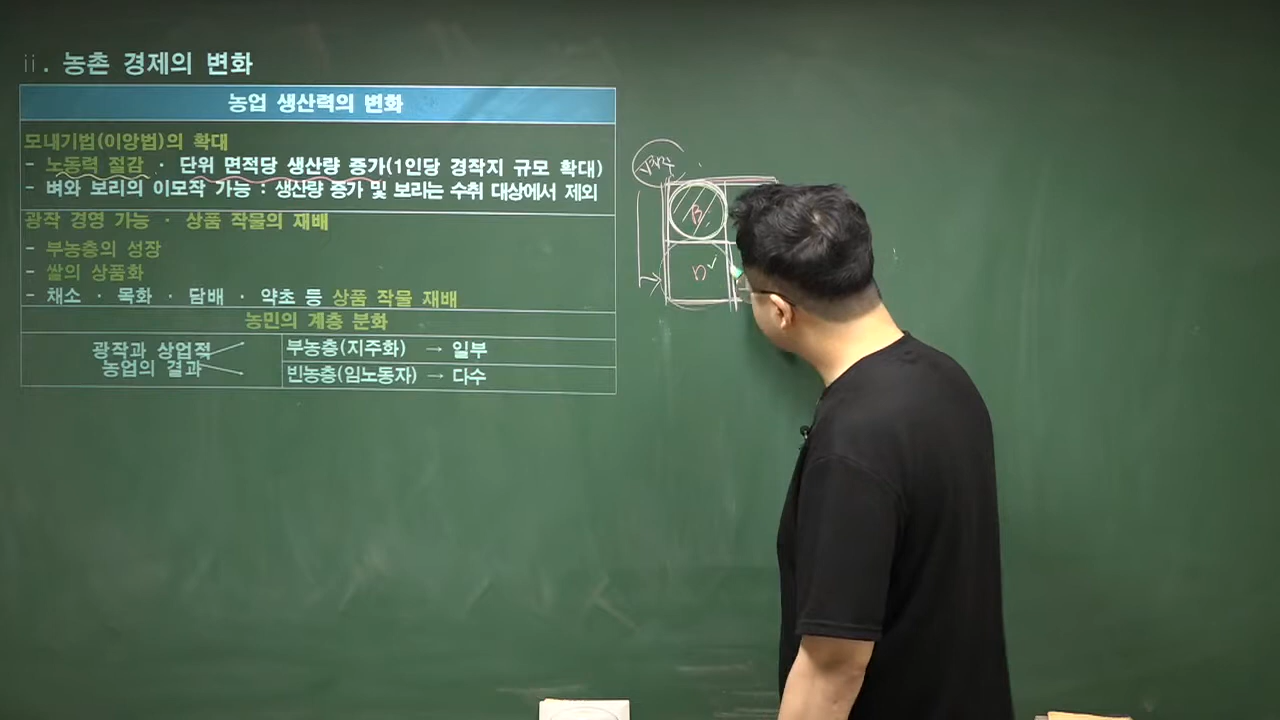 ⅱ. 농촌 경제의 변화
농업 생산력의 변화
모내기법(이앙법)의 확대
- 노동력 절감 · 단위 면적당 생산량 증가(1인당 경작지 규모 확대)
- 벼와 보리의 이모작 가능 : 생산량 증가 및 보리는 수취 대상에서 제외
광작 경영 가능 · 상품 작물의 재배
- 부농층의 성장
- 쌀의 상품화
- 채소 · 목화 · 담배 · 약초 등 상품 작물 재배
농민의 계층 분화
광작과 상업적
농업의 결과
부농층(지주화) → 일부
빈농층(임노동자) → 다수
B